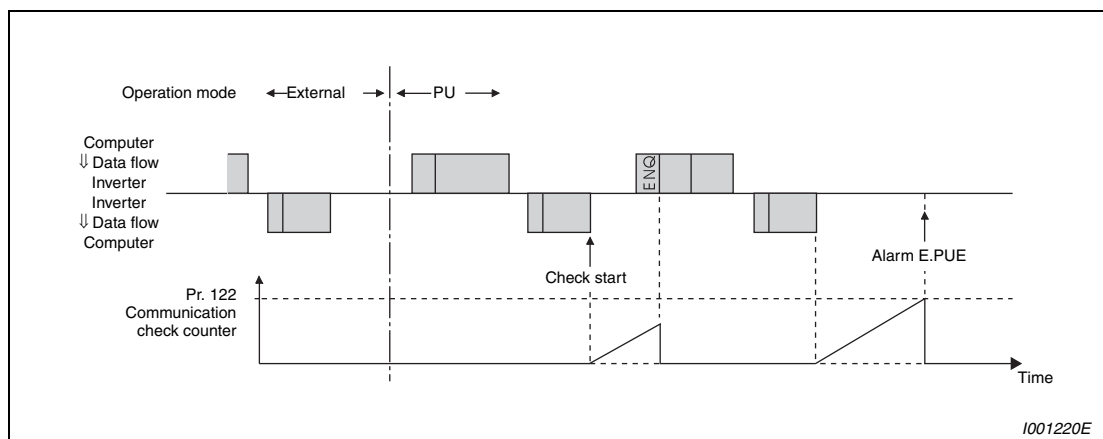 Operation mode
External
PU
Computer
⇓ Data flow
Inverter
Inverter
⇓ Data flow
Computer
ENQ
Check start
Alarm E.PUE
Pr. 122
Communication
check counter
Time
I001220E